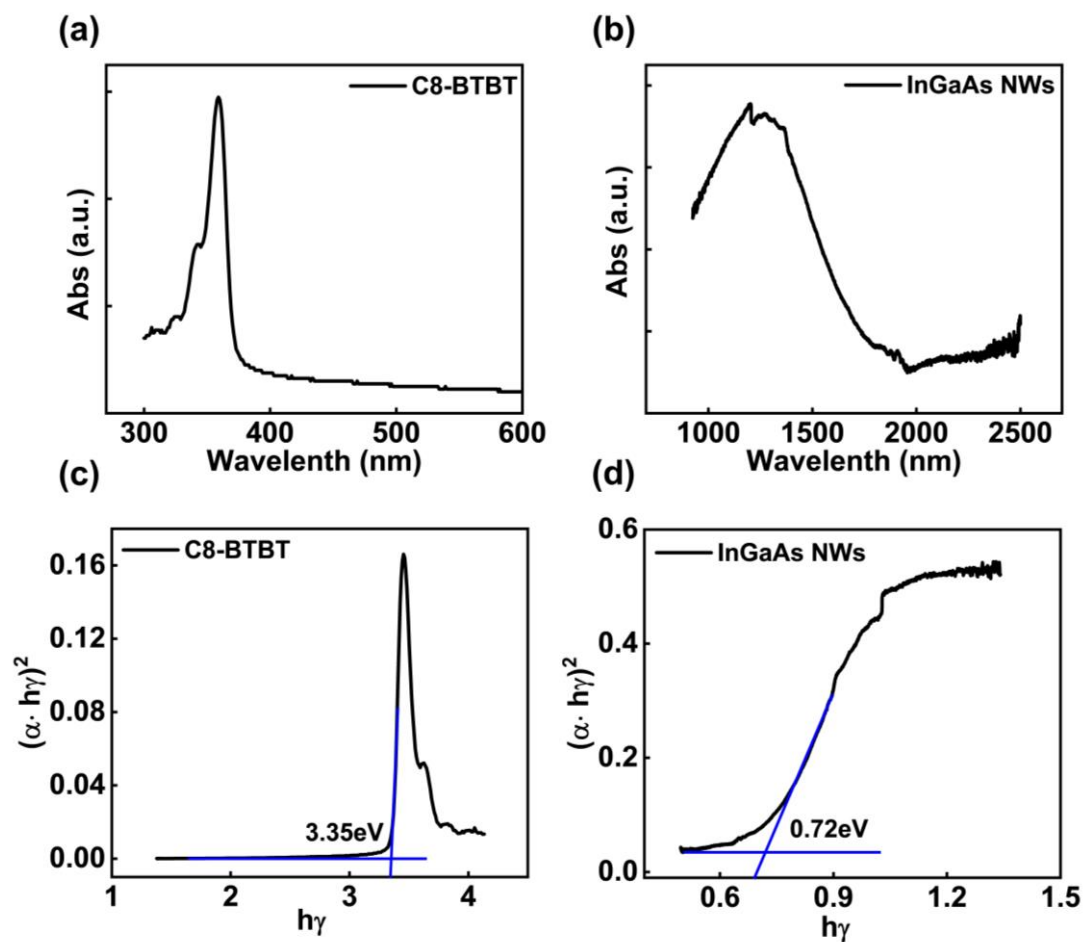 (a)
C8-BTBT
Abs (a.u.)
300 400 500 600
Wavelenth (nm)
(b)
InGaAs NWs
Abs (a.u.)
1000 1500 2000 2500
Wavelenth (nm)
(c)
C8-BTBT
(α· hγ)²
0.16
0.12
0.08
0.04
0.00
3.35eV
1 2 3 4
hγ
(d)
InGaAs NWs
(α· hγ)²
0.6
0.4
0.2
0.0
0.72eV
0.6 0.9 1.2 1.5
hγ